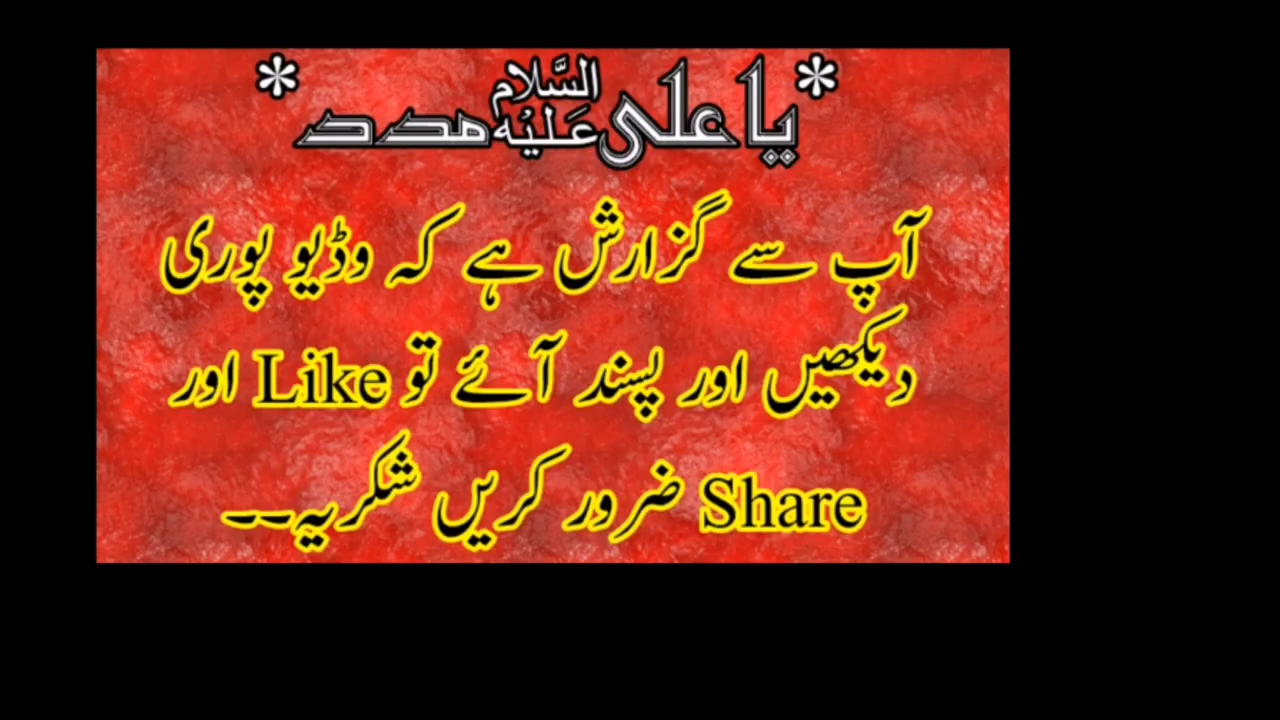 *یا علی عَلَیْہِ السَّلام مدد*
آپ سے گزارش ہے کہ وڈیو پوری
دیکھیں اور پسند آئے تو Like اور
Share ضرور کریں شکریہ۔۔